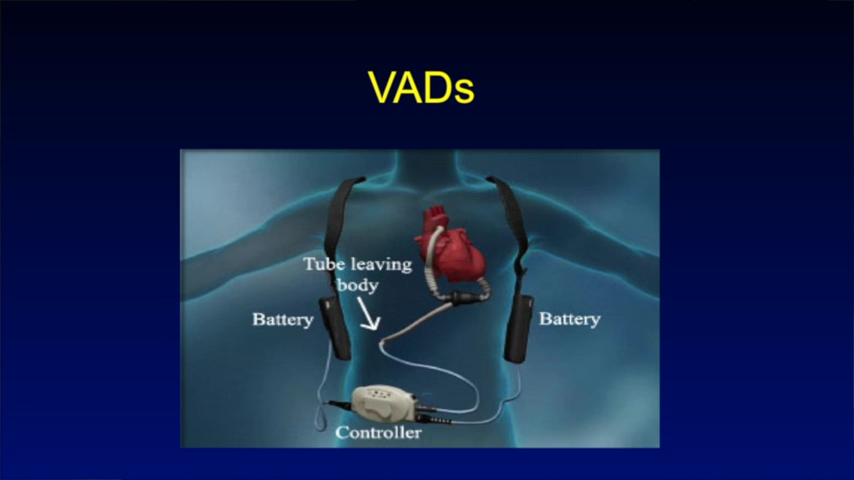 VADs
Tube leaving
body
Battery
Battery
Controller